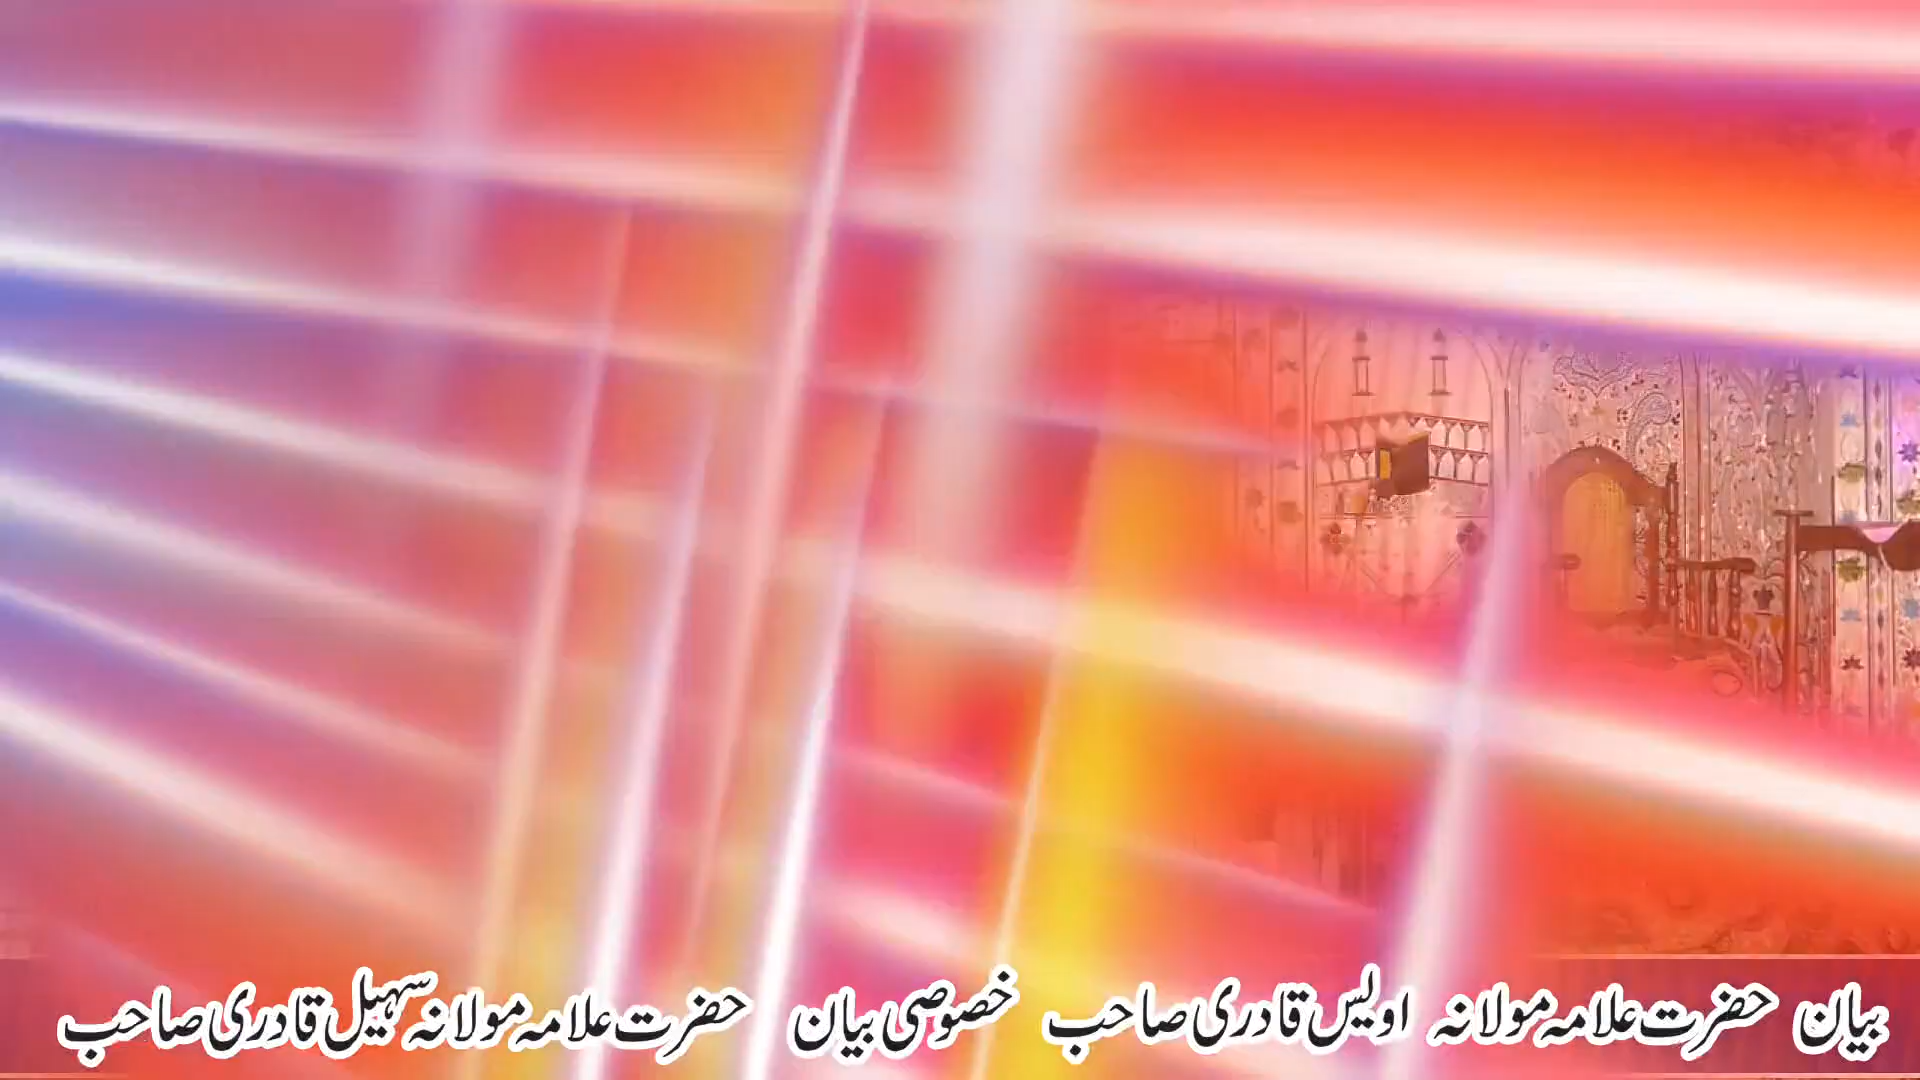 بیان حضرت علامہ مولانہ اویس قادری صاحب خصوصی بیان حضرت علامہ مولانہ سہیل قادری صاحب